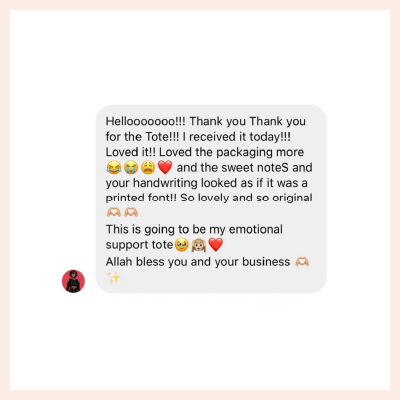 Hellooooooo!!! Thank you Thank you
for the Tote!!! I received it today!!!
Loved it!! Loved the packaging more
😂😭😩❤️ and the sweet noteS and
your handwriting looked as if it was a
printed font!! So lovely and so original
🫶🏼🫶🏼
This is going to be my emotional
support tote🥹🙈❤️
Allah bless you and your business 🫶🏼
✨